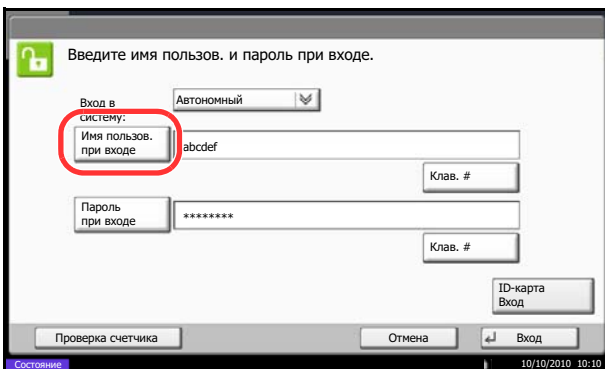 Введите имя пользов. и пароль при входе.
Вход в
систему:
Автономный
Имя пользов.
при входе
abcdef
Клав. #
Пароль
при входе
********
Клав. #
ID-карта
Вход
Проверка счетчика
Отмена
Вход
Состояние
10/10/2010 10:10